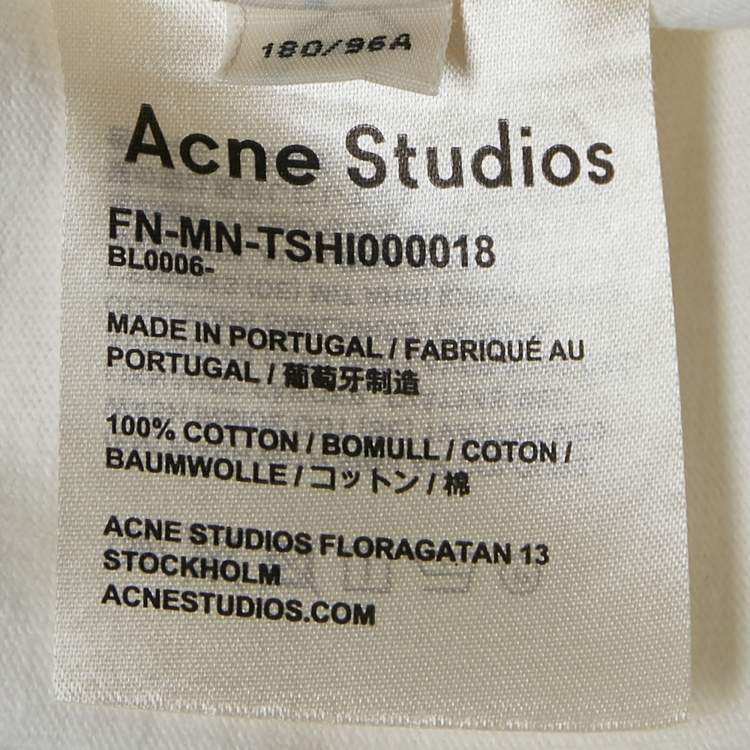 180/96A
Acne Studios
FN-MN-TSHI000018
BL0006-
MADE IN PORTUGAL / FABRIQUÉ AU
PORTUGAL / 葡萄牙制造
100% COTTON / BOMULL / COTON /
BAUMWOLLE / コットン / 棉
ACNE STUDIOS FLORAGATAN 13
STOCKHOLM
ACNESTUDIOS.COM